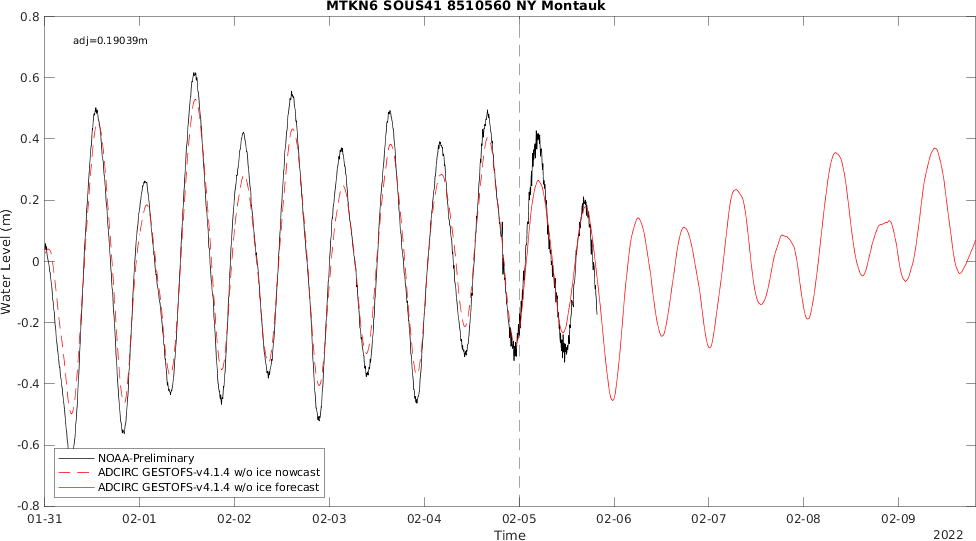 MTKN6 SOUS41 8510560 NY Montauk
adj=0.19039m
0.8
0.6
0.4
0.2
0
-0.2
-0.4
-0.6
-0.8
Water Level (m)
NOAA-Preliminary
ADCIRC GESTOFS-v4.1.4 w/o ice nowcast
ADCIRC GESTOFS-v4.1.4 w/o ice forecast
01-31 02-01 02-02 02-03 02-04 02-05 02-06 02-07 02-08 02-09
Time
2022